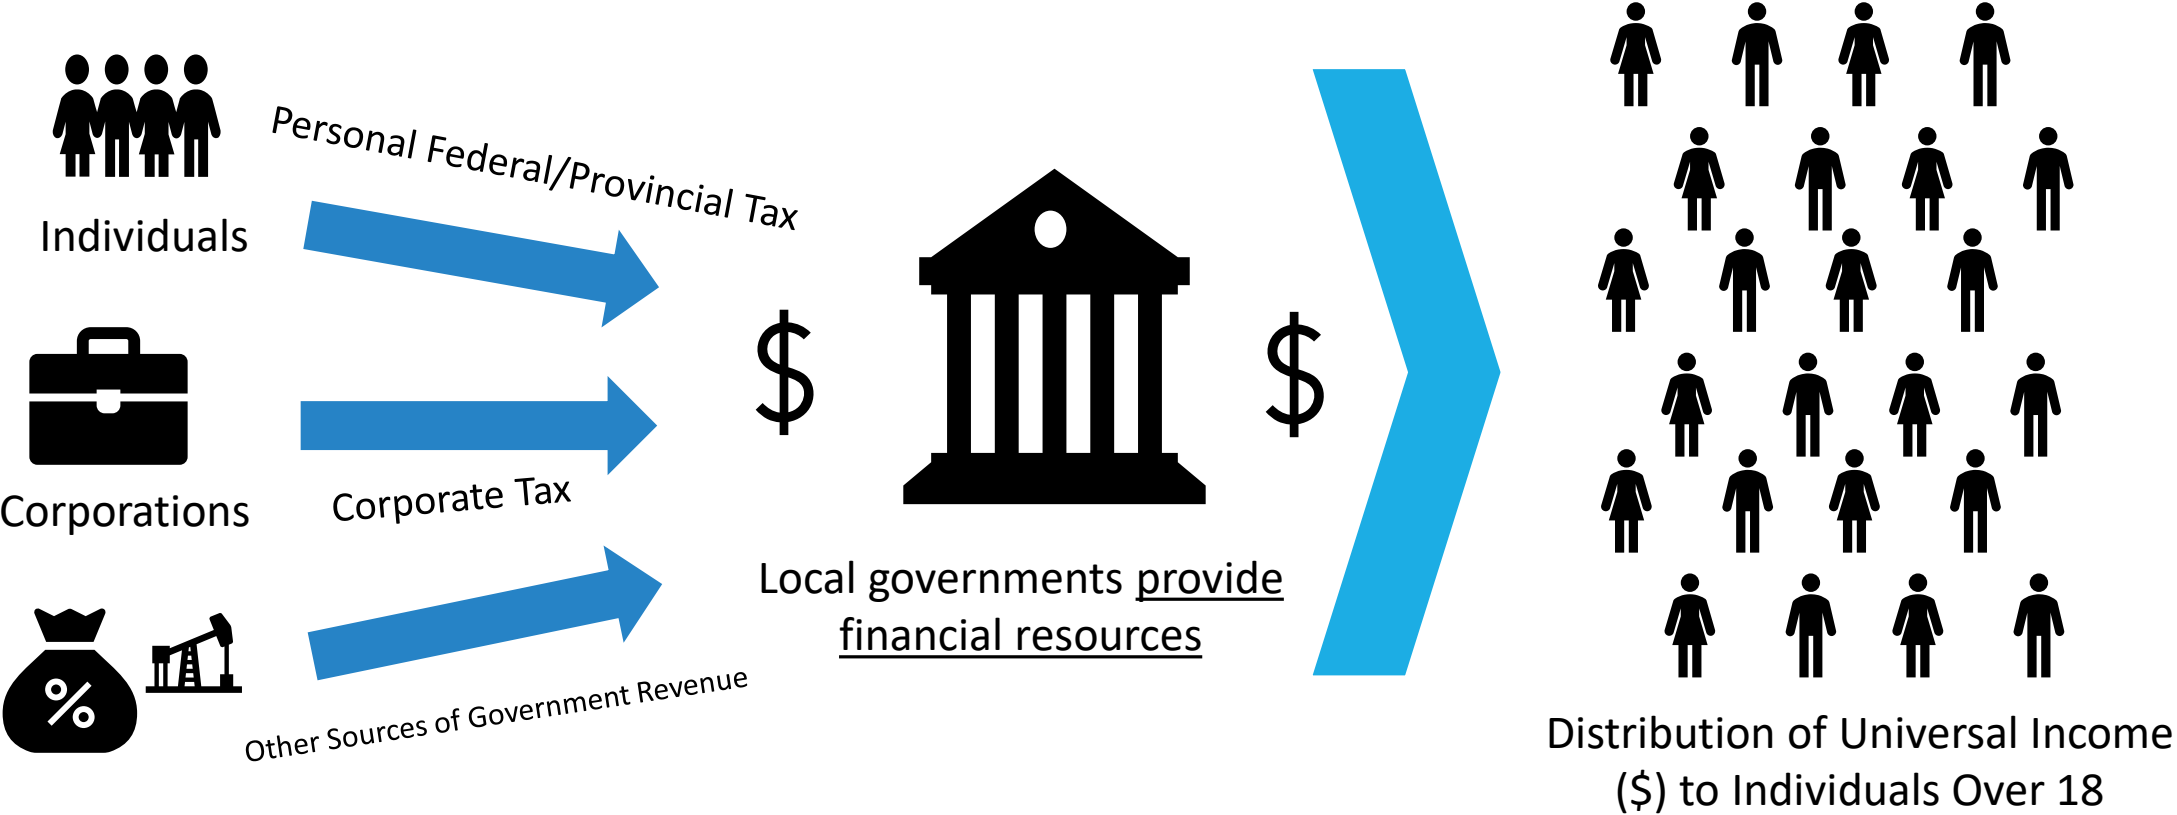 Individuals
Personal Federal/Provincial Tax
Corporations
Corporate Tax
%
Other Sources of Government Revenue
$
$
Local governments provide
financial resources
Distribution of Universal Income
($) to Individuals Over 18